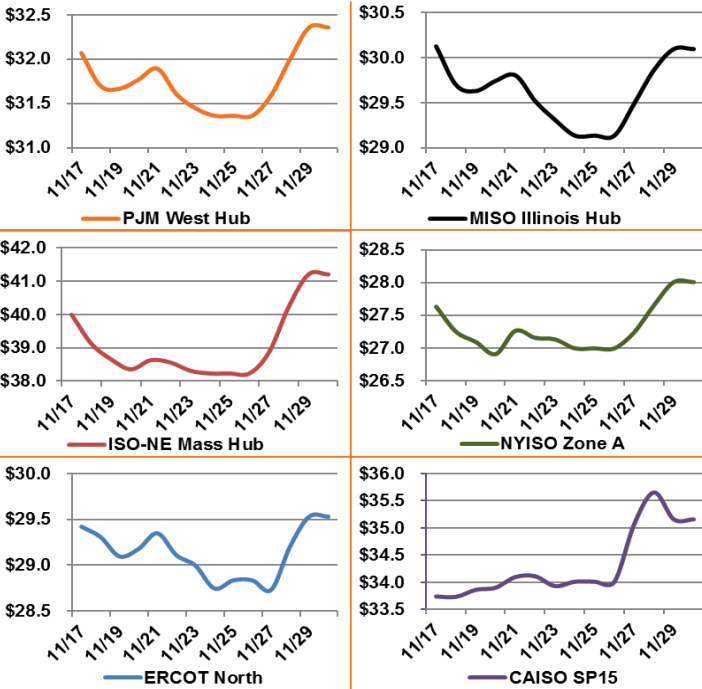 $32.5
$32.0
$31.5
$31.0
11/17 11/19 11/21 11/23 11/25 11/27 11/29
PJM West Hub
$30.5
$30.0
$29.5
$29.0
11/17 11/19 11/21 11/23 11/25 11/27 11/29
MISO Illinois Hub
$42.0
$41.0
$40.0
$39.0
$38.0
11/17 11/19 11/21 11/23 11/25 11/27 11/29
ISO-NE Mass Hub
$28.5
$28.0
$27.5
$27.0
$26.5
11/17 11/19 11/21 11/23 11/25 11/27 11/29
NYISO Zone A
$30.0
$29.5
$29.0
$28.5
11/17 11/19 11/21 11/23 11/25 11/27 11/29
ERCOT North
$36.0
$35.5
$35.0
$34.5
$34.0
$33.5
11/17 11/19 11/21 11/23 11/25 11/27 11/29
CAISO SP15